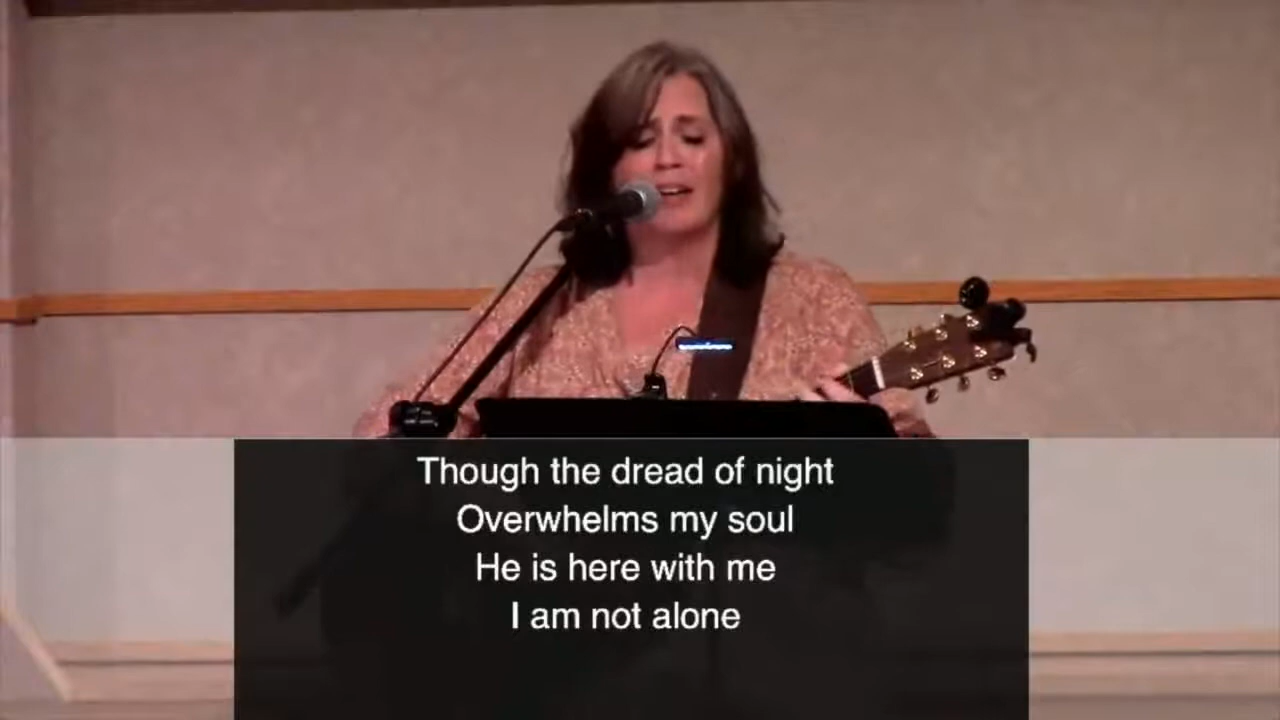 Though the dread of night
Overwhelms my soul
He is here with me
I am not alone